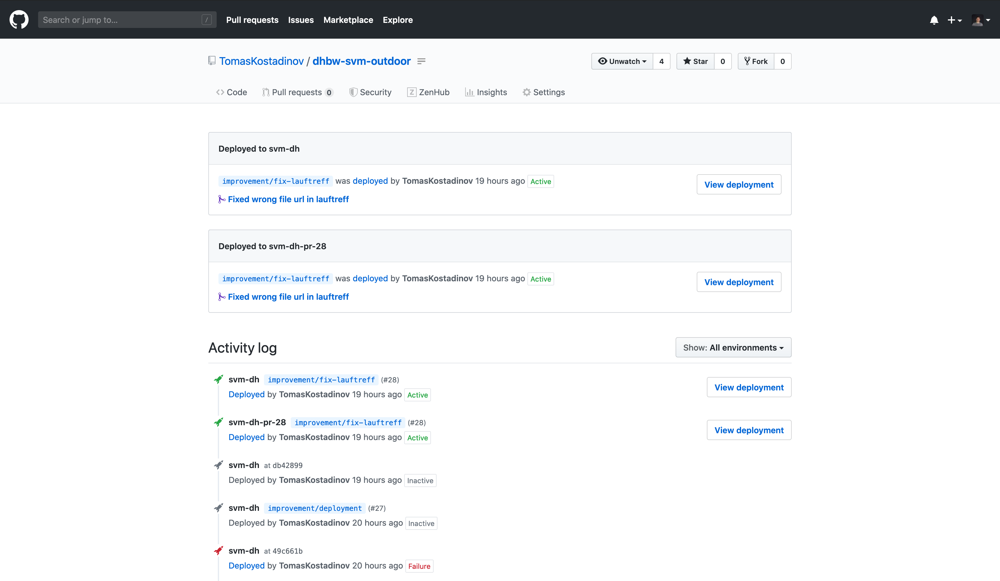 Search or jump to... / Pull requests Issues Marketplace Explore
TomasKostadinov / dhbw-svm-outdoor Unwatch 4 Star 0 Fork 0
Code Pull requests 0 Security Z ZenHub Insights Settings
Deployed to svm-dh
improvement/fix-lauftreff was deployed by TomasKostadinov 19 hours ago Active View deployment
Fixed wrong file url in lauftreff
Deployed to svm-dh-pr-28
improvement/fix-lauftreff was deployed by TomasKostadinov 19 hours ago Active View deployment
Fixed wrong file url in lauftreff
Activity log Show: All environments
svm-dh improvement/fix-lauftreff (#28)
Deployed by TomasKostadinov 19 hours ago Active View deployment
svm-dh-pr-28 improvement/fix-lauftreff (#28)
Deployed by TomasKostadinov 19 hours ago Active View deployment
svm-dh at db42899
Deployed by TomasKostadinov 19 hours ago Inactive
svm-dh improvement/deployment (#27)
Deployed by TomasKostadinov 20 hours ago Inactive
svm-dh at 49c661b
Deployed by TomasKostadinov 20 hours ago Failure